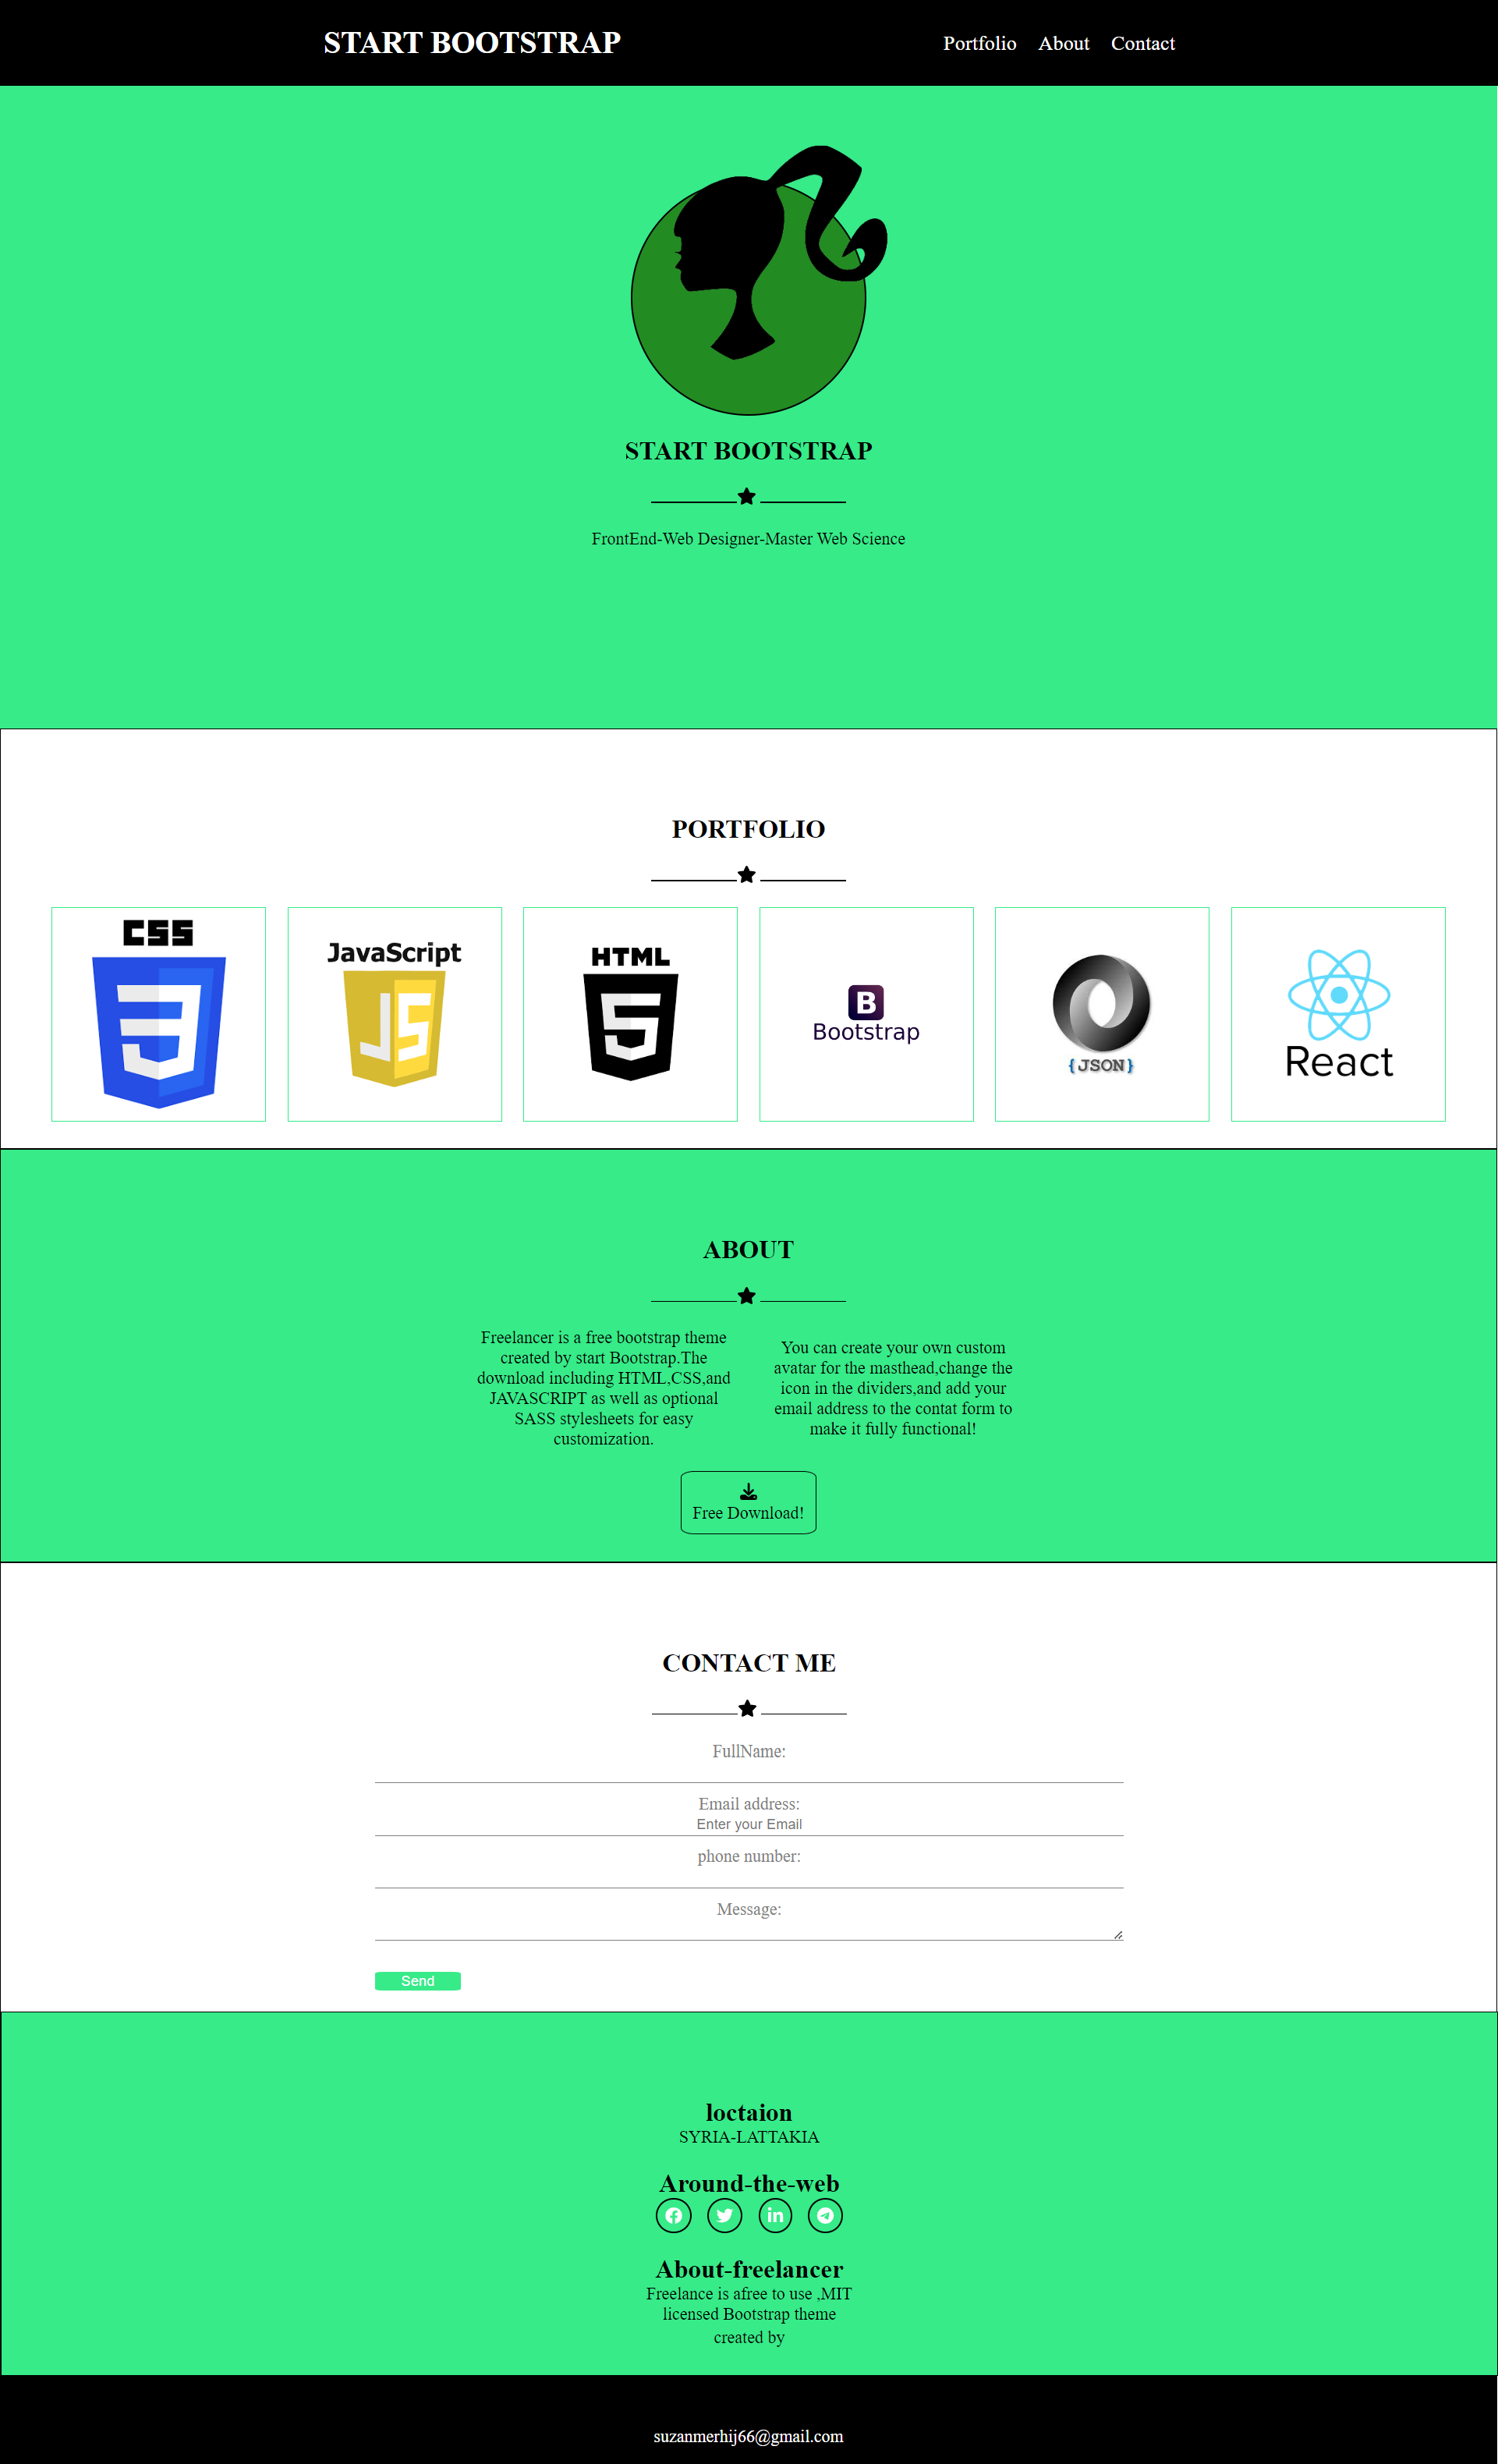 START BOOTSTRAP
Portfolio About Contact
START BOOTSTRAP
FrontEnd-Web Designer-Master Web Science
PORTFOLIO
CSS
JavaScript
JS
HTML
5
B
Bootstrap
{JSON}
React
ABOUT
Freelancer is a free bootstrap theme
created by start Bootstrap.The
download including HTML,CSS,and
JAVASCRIPT as well as optional
SASS stylesheets for easy
customization.
You can create your own custom
avatar for the masthead,change the
icon in the dividers,and add your
email address to the contat form to
make it fully functional!
Free Download!
CONTACT ME
FullName:
Email address:
Enter your Email
phone number:
Message:
Send
loctaion
SYRIA-LATTAKIA
Around-the-web
in
About-freelancer
Freelance is afree to use ,MIT
licensed Bootstrap theme
created by
suzanmerhij66@gmail.com